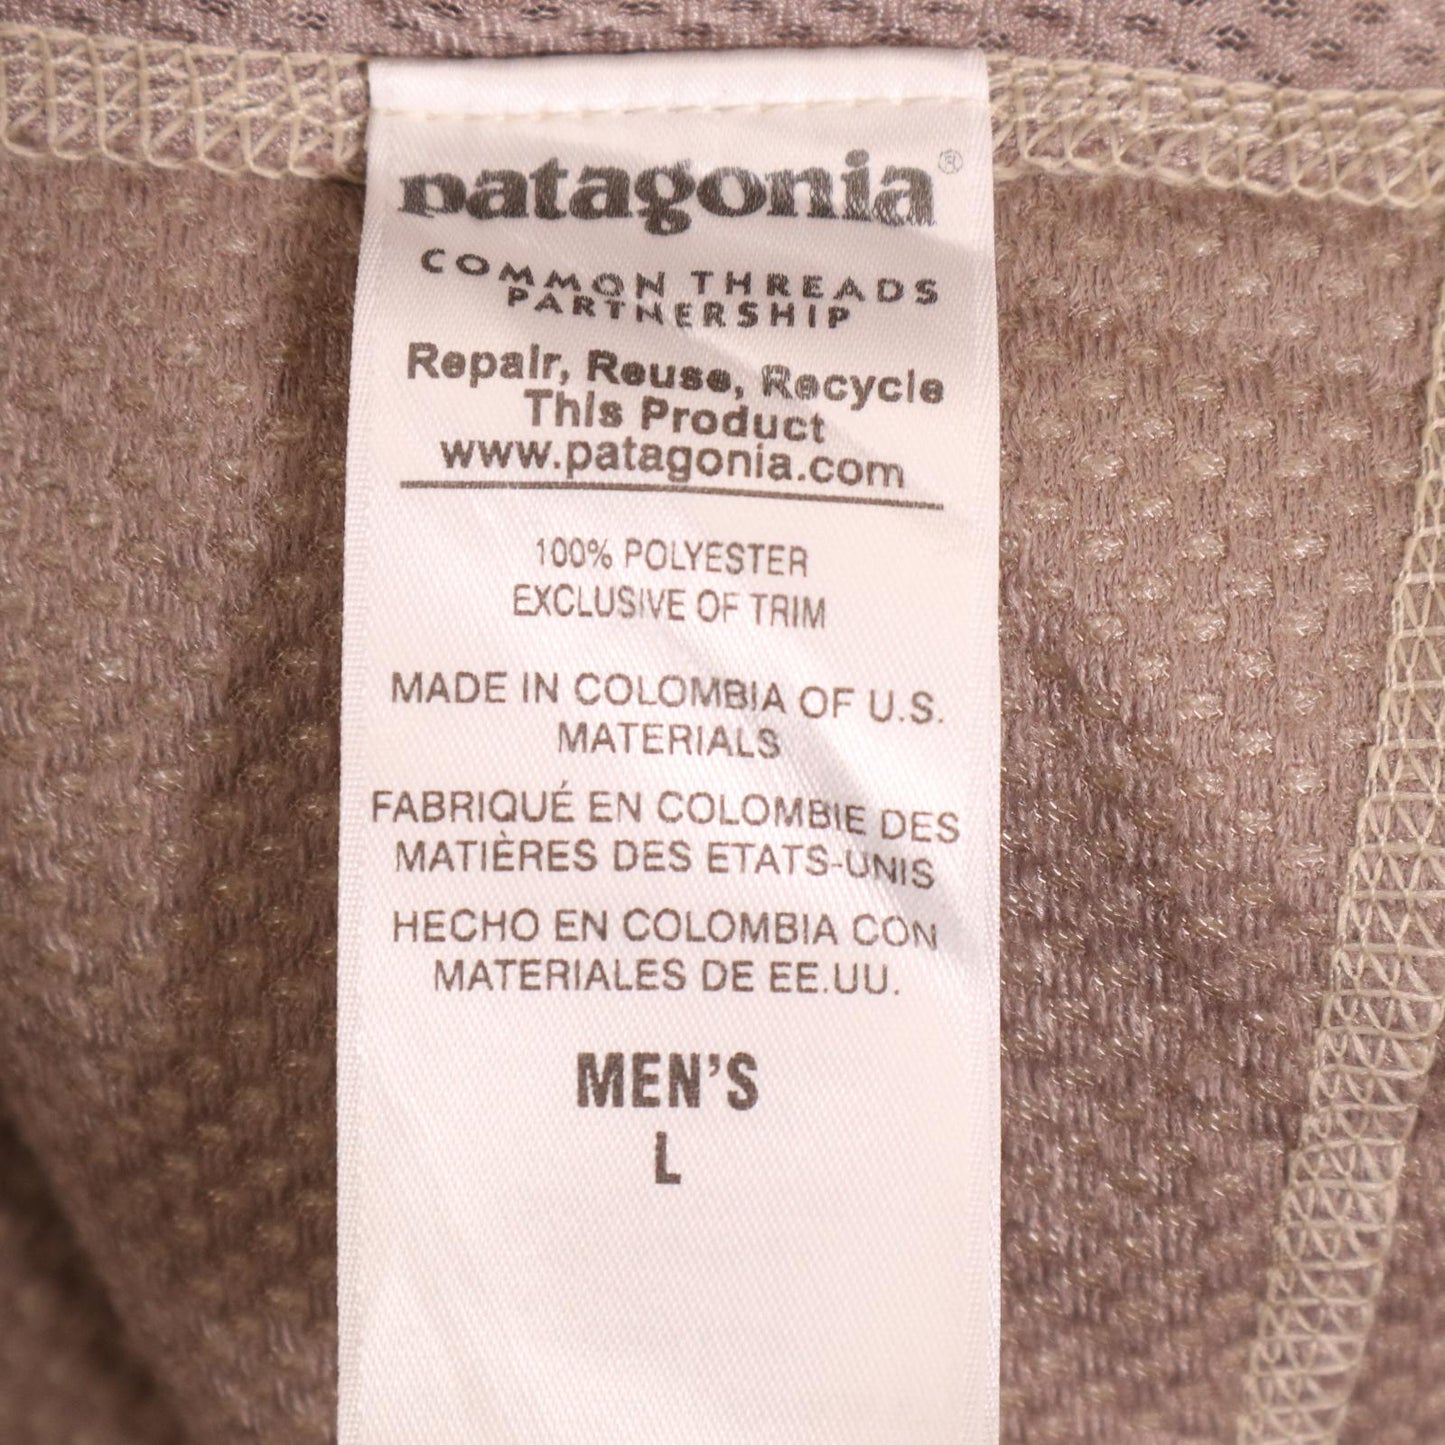 patagonia®
COMMON THREADS
PARTNERSHIP
Repair, Reuse, Recycle
This Product
www.patagonia.com
100% POLYESTER
EXCLUSIVE OF TRIM
MADE IN COLOMBIA OF U.S.
MATERIALS
FABRIQUÉ EN COLOMBIE DES
MATIÈRES DES ETATS-UNIS
HECHO EN COLOMBIA CON
MATERIALES DE EE.UU.
MEN'S
L